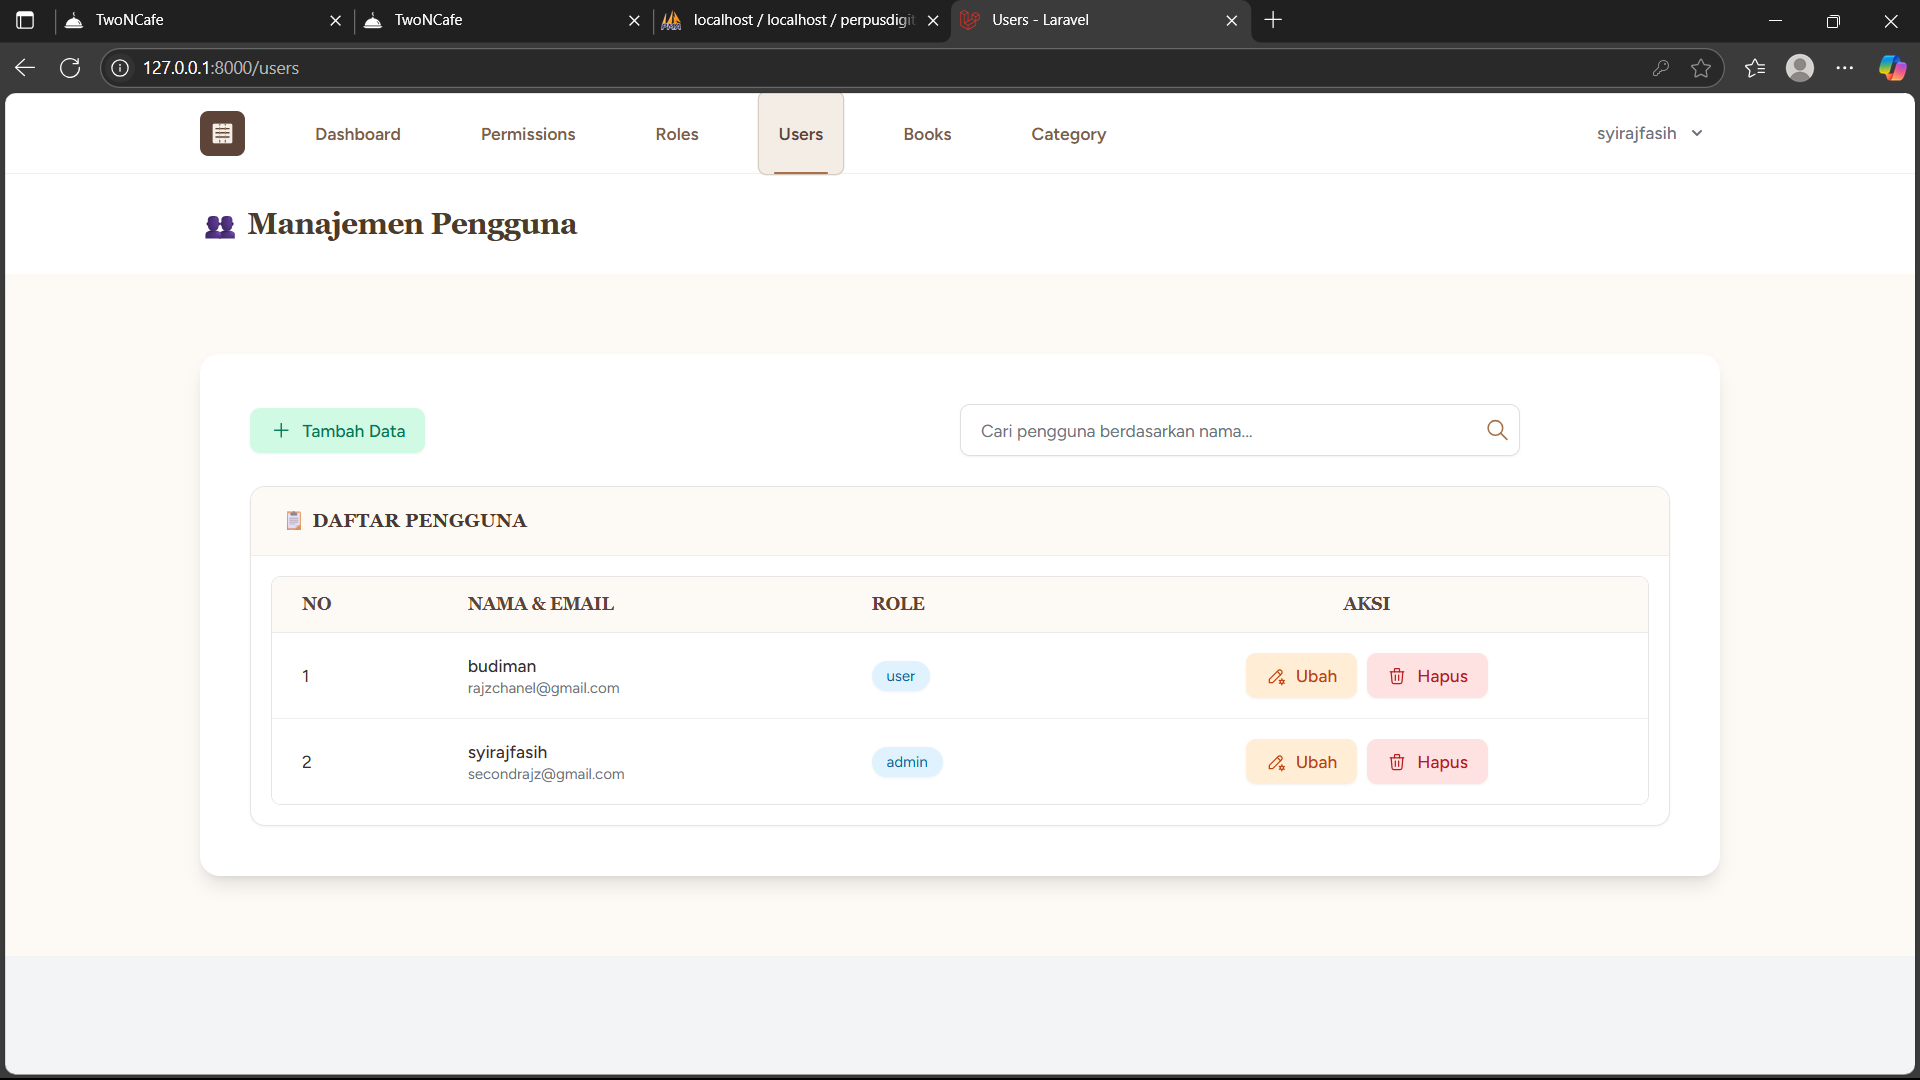 TwoNCafe
TwoNCafe
localhost / localhost / perpusdigit
Users - Laravel
127.0.0.1:8000/users
Dashboard
Permissions
Roles
Users
Books
Category
syirajfasih
Manajemen Pengguna
+ Tambah Data
Cari pengguna berdasarkan nama...
DAFTAR PENGGUNA
NO NAMA & EMAIL ROLE AKSI
1 budiman user Ubah Hapus
rajzchanel@gmail.com
2 syirajfasih admin Ubah Hapus
secondrajz@gmail.com